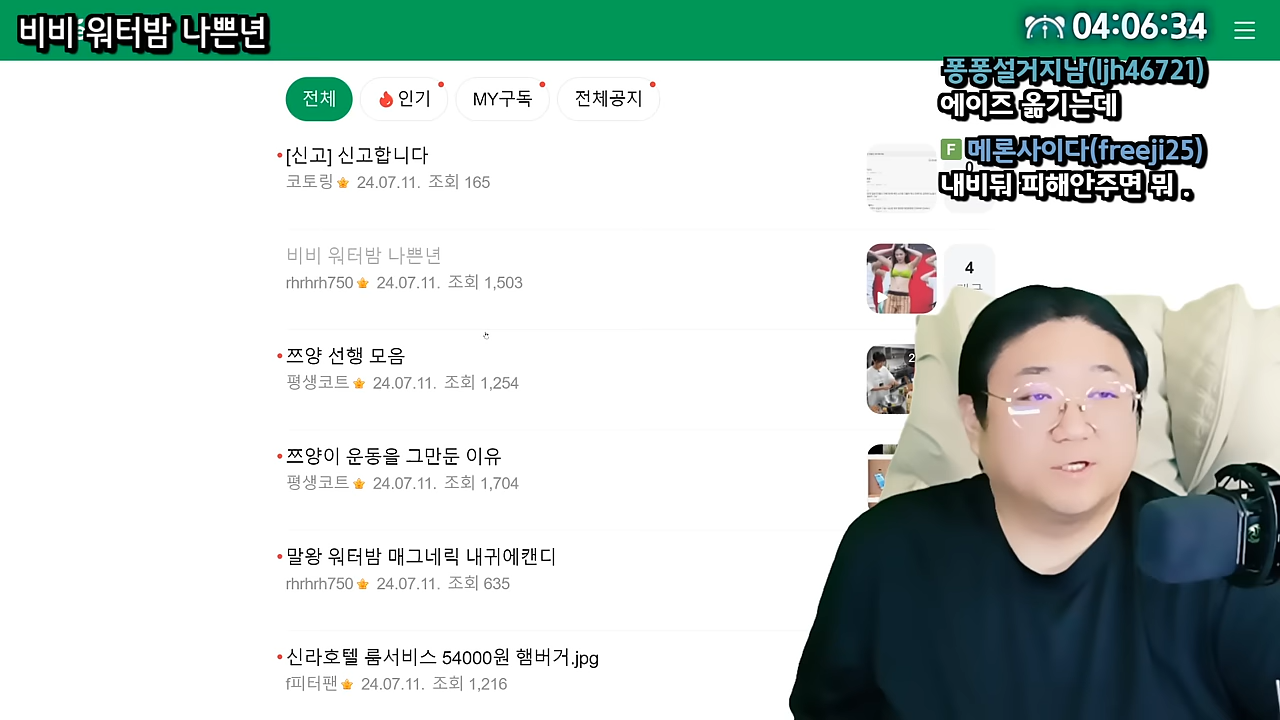 비비 워터밤 나쁜년
04:06:34
전체
인기
MY구독
전체공지
퐁퐁설거지남(ljh46721)
에이즈 옮기는데
F 메론사이다(freeji25)
내비둬 피해안주면 뭐 .
[신고] 신고합니다
코토링 24.07.11. 조회 165
0
비비 워터밤 나쁜년
rhrhrh750 24.07.11. 조회 1,503
4
쯔양 선행 모음
평생코트 24.07.11. 조회 1,254
2
쯔양이 운동을 그만둔 이유
평생코트 24.07.11. 조회 1,704
말왕 워터밤 매그네릭 내귀에캔디
rhrhrh750 24.07.11. 조회 635
신라호텔 룸서비스 54000원 햄버거.jpg
f피터팬 24.07.11. 조회 1,216